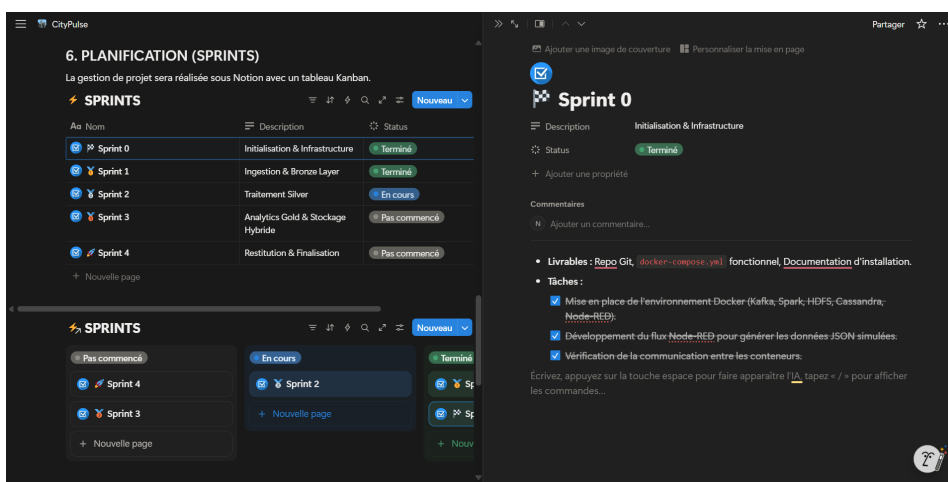 CityPulse
6. PLANIFICATION (SPRINTS)
La gestion de projet sera réalisée sous Notion avec un tableau Kanban.
SPRINTS
Nouveau
Aa Nom
Description
Status
Sprint 0
Initialisation & Infrastructure
Terminé
Sprint 1
Ingestion & Bronze Layer
Terminé
Sprint 2
Traitement Silver
En cours
Sprint 3
Analytics Gold & Stockage
Hybride
Pas commencé
Sprint 4
Restitution & Finalisation
Pas commencé
+ Nouvelle page
SPRINTS
Nouveau
Pas commencé
Sprint 4
Sprint 3
+ Nouvelle page
En cours
Sprint 2
+ Nouvelle page
Terminé
Sp
Sp
+ Nouv
Partager
Ajouter une image de couverture
Personnaliser la mise en page
Sprint 0
Description
Initialisation & Infrastructure
Status
Terminé
+ Ajouter une propriété
Commentaires
N Ajouter un commentaire...
• Livrables : Repo Git, docker-compose.yml fonctionnel, Documentation d'installation.
• Tâches :
Mise en place de l'environnement Docker (Kafka, Spark, HDFS, Cassandra,
Node-RED).
Développement du flux Node-RED pour générer les données JSON simulées.
Vérification de la communication entre les conteneurs.
Écrivez, appuyez sur la touche espace pour faire apparaître l'IA, tapez « / » pour afficher
les commandes...